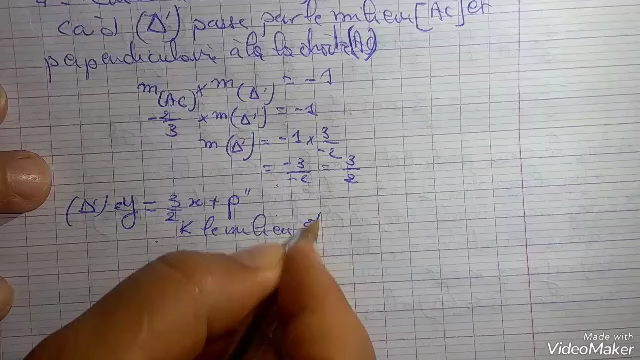 càd (Δ') passe par le milieu [AC] et
perpendiculaire à la droite (AC)
m(AC) × m(Δ') = -1
-2/3 × m(Δ') = -1
m(Δ') = -1 × 3/-2
= -3/-2 = 3/2
(Δ') : y = 3/2 x + p"
K le milieu
Made with
VideoMaker